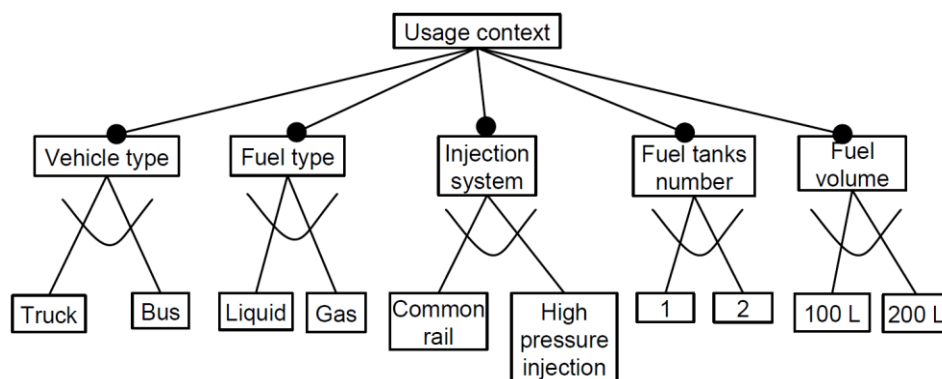 Usage context
Vehicle type
Fuel type
Injection
system
Fuel tanks
number
Fuel
volume
Truck
Bus
Liquid
Gas
Common
rail
High
pressure
injection
1
2
100 L
200 L